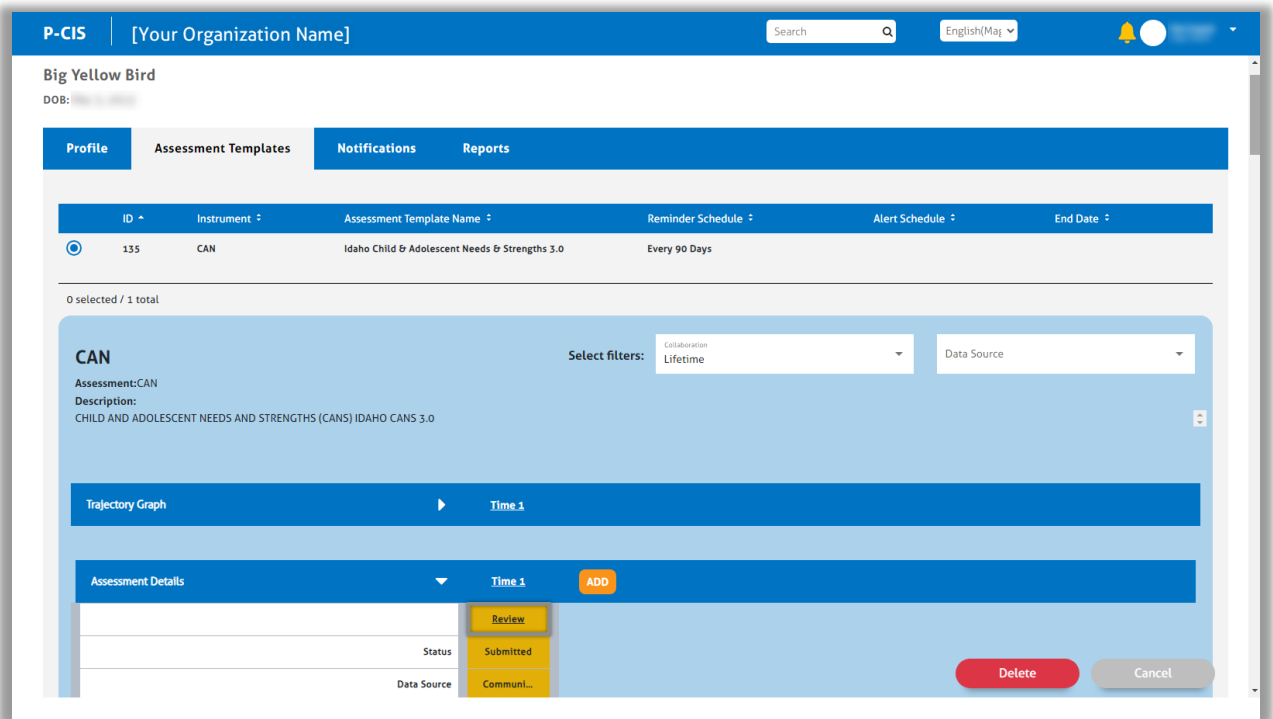 P-CIS [Your Organization Name] Search English(Maj
Big Yellow Bird
DOB:
Profile Assessment Templates Notifications Reports
ID Instrument Assessment Template Name Reminder Schedule Alert Schedule End Date
135 CAN Idaho Child & Adolescent Needs & Strengths 3.0 Every 90 Days
0 selected / 1 total
CAN Select filters: Collaboration Lifetime Data Source
Assessment:CAN
Description:
CHILD AND ADOLESCENT NEEDS AND STRENGTHS (CANS) IDAHO CANS 3.0
Trajectory Graph Time 1
Assessment Details Time 1 ADD
Review
Status Submitted
Data Source Communi...
Delete Cancel